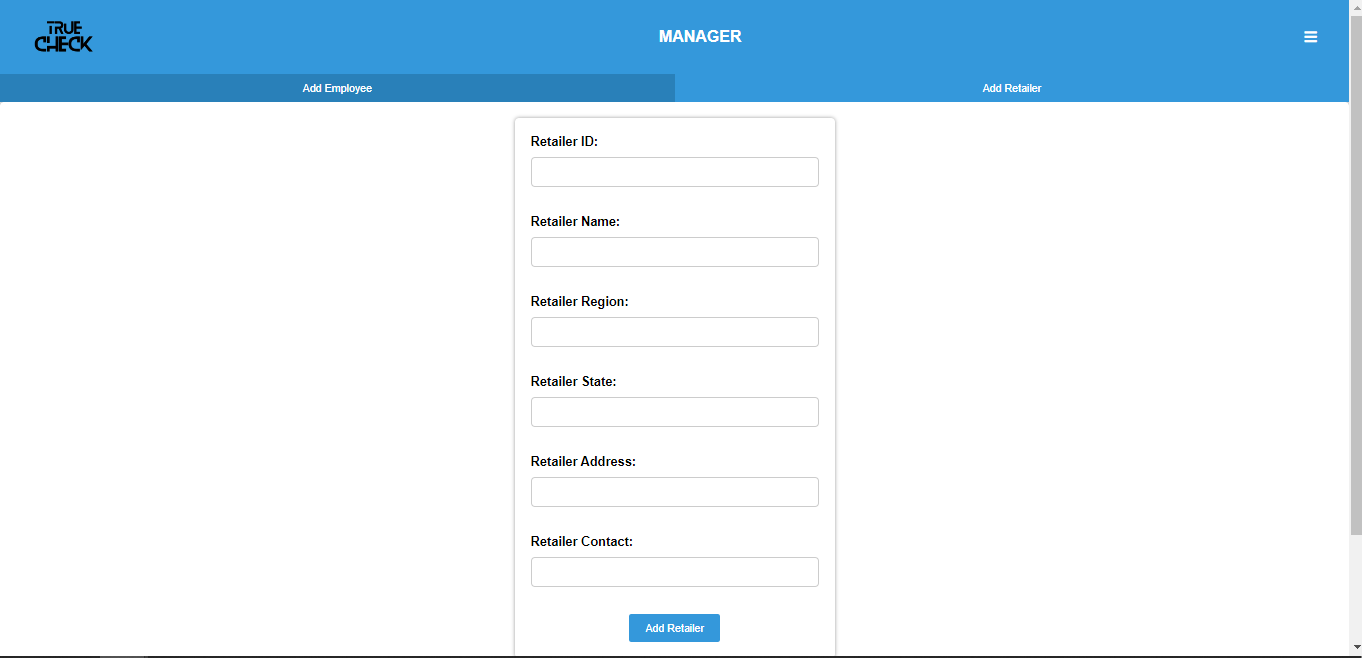 TRUE
CHECK
MANAGER
Add Employee
Add Retailer
Retailer ID:
Retailer Name:
Retailer Region:
Retailer State:
Retailer Address:
Retailer Contact:
Add Retailer